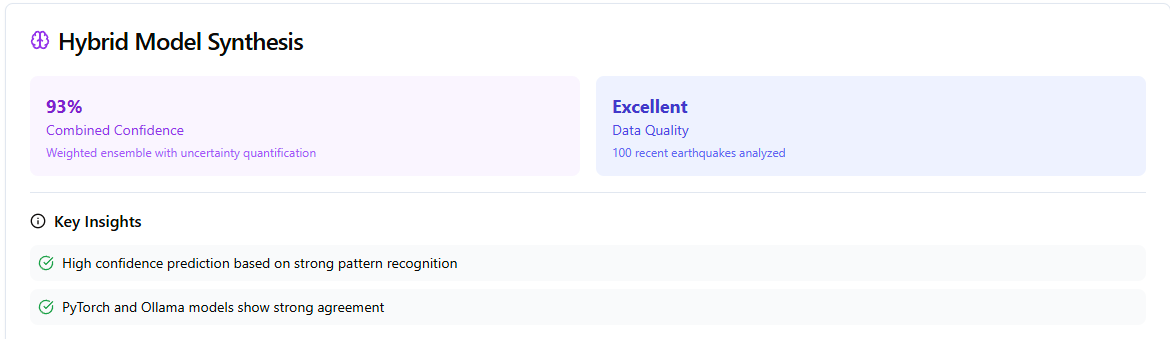 Hybrid Model Synthesis
93%
Combined Confidence
Weighted ensemble with uncertainty quantification
Excellent
Data Quality
100 recent earthquakes analyzed
Key Insights
High confidence prediction based on strong pattern recognition
PyTorch and Ollama models show strong agreement